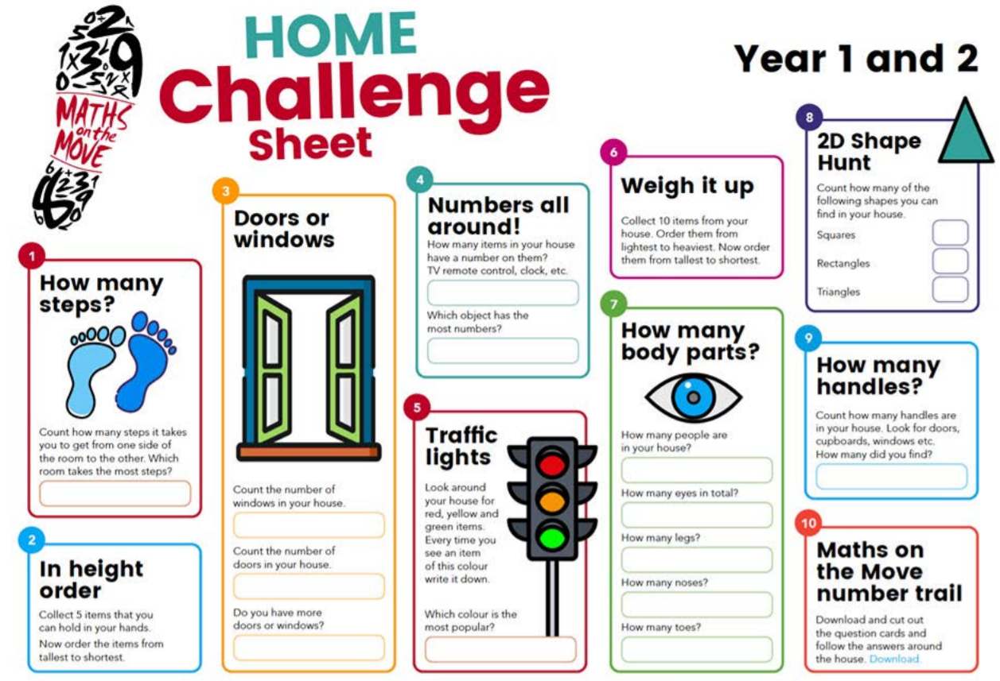 MATHS
on the
MOVE
HOME
Challenge
Sheet
Year 1 and 2
1
How many
steps?
Count how many steps it takes
you to get from one side of
the room to the other. Which
room takes the most steps?
2
In height
order
Collect 5 items that you
can hold in your hands.
Now order the items from
tallest to shortest.
3
Doors or
windows
Count the number of
windows in your house.
Count the number of
doors in your house.
Do you have more
doors or windows?
4
Numbers all
around!
How many items in your house
have a number on them?
TV remote control, clock, etc.
Which object has the
most numbers?
5
Traffic
lights
Look around
your house for
red, yellow and
green items.
Every time you
see an item
of this colour
write it down.
Which colour is the
most popular?
6
Weigh it up
Collect 10 items from your
house. Order them from
lightest to heaviest. Now order
them from tallest to shortest.
7
How many
body parts?
How many people are
in your house?
How many eyes in total?
How many legs?
How many noses?
How many toes?
8
2D Shape
Hunt
Count how many of the
following shapes you can
find in your house.
Squares
Rectangles
Triangles
9
How many
handles?
Count how many handles are
in your house. Look for doors,
cupboards, windows etc.
How many did you find?
10
Maths on
the Move
number trail
Download and cut out
the question cards and
follow the answers around
the house. Download.